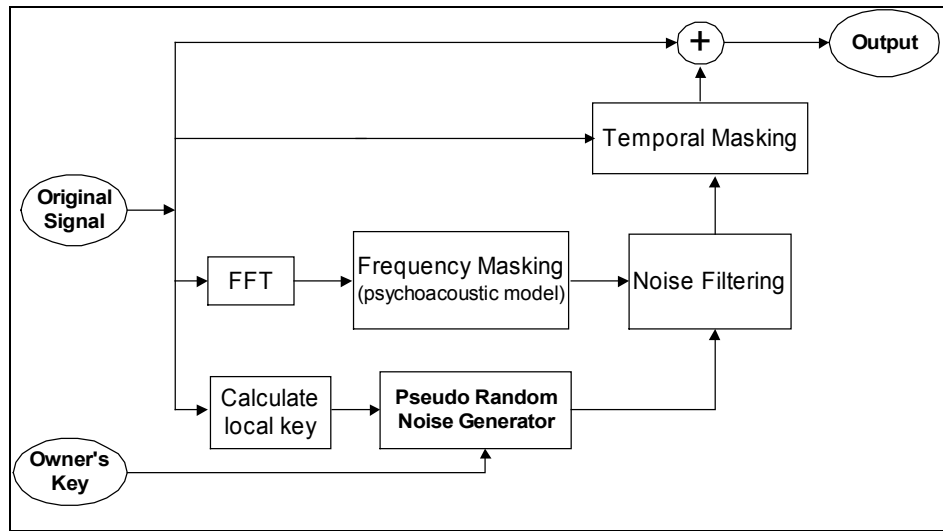 +
Output
Temporal Masking
Original
Signal
FFT
Frequency Masking
(psychoacoustic model)
Noise Filtering
Calculate
local key
Pseudo Random
Noise Generator
Owner's
Key